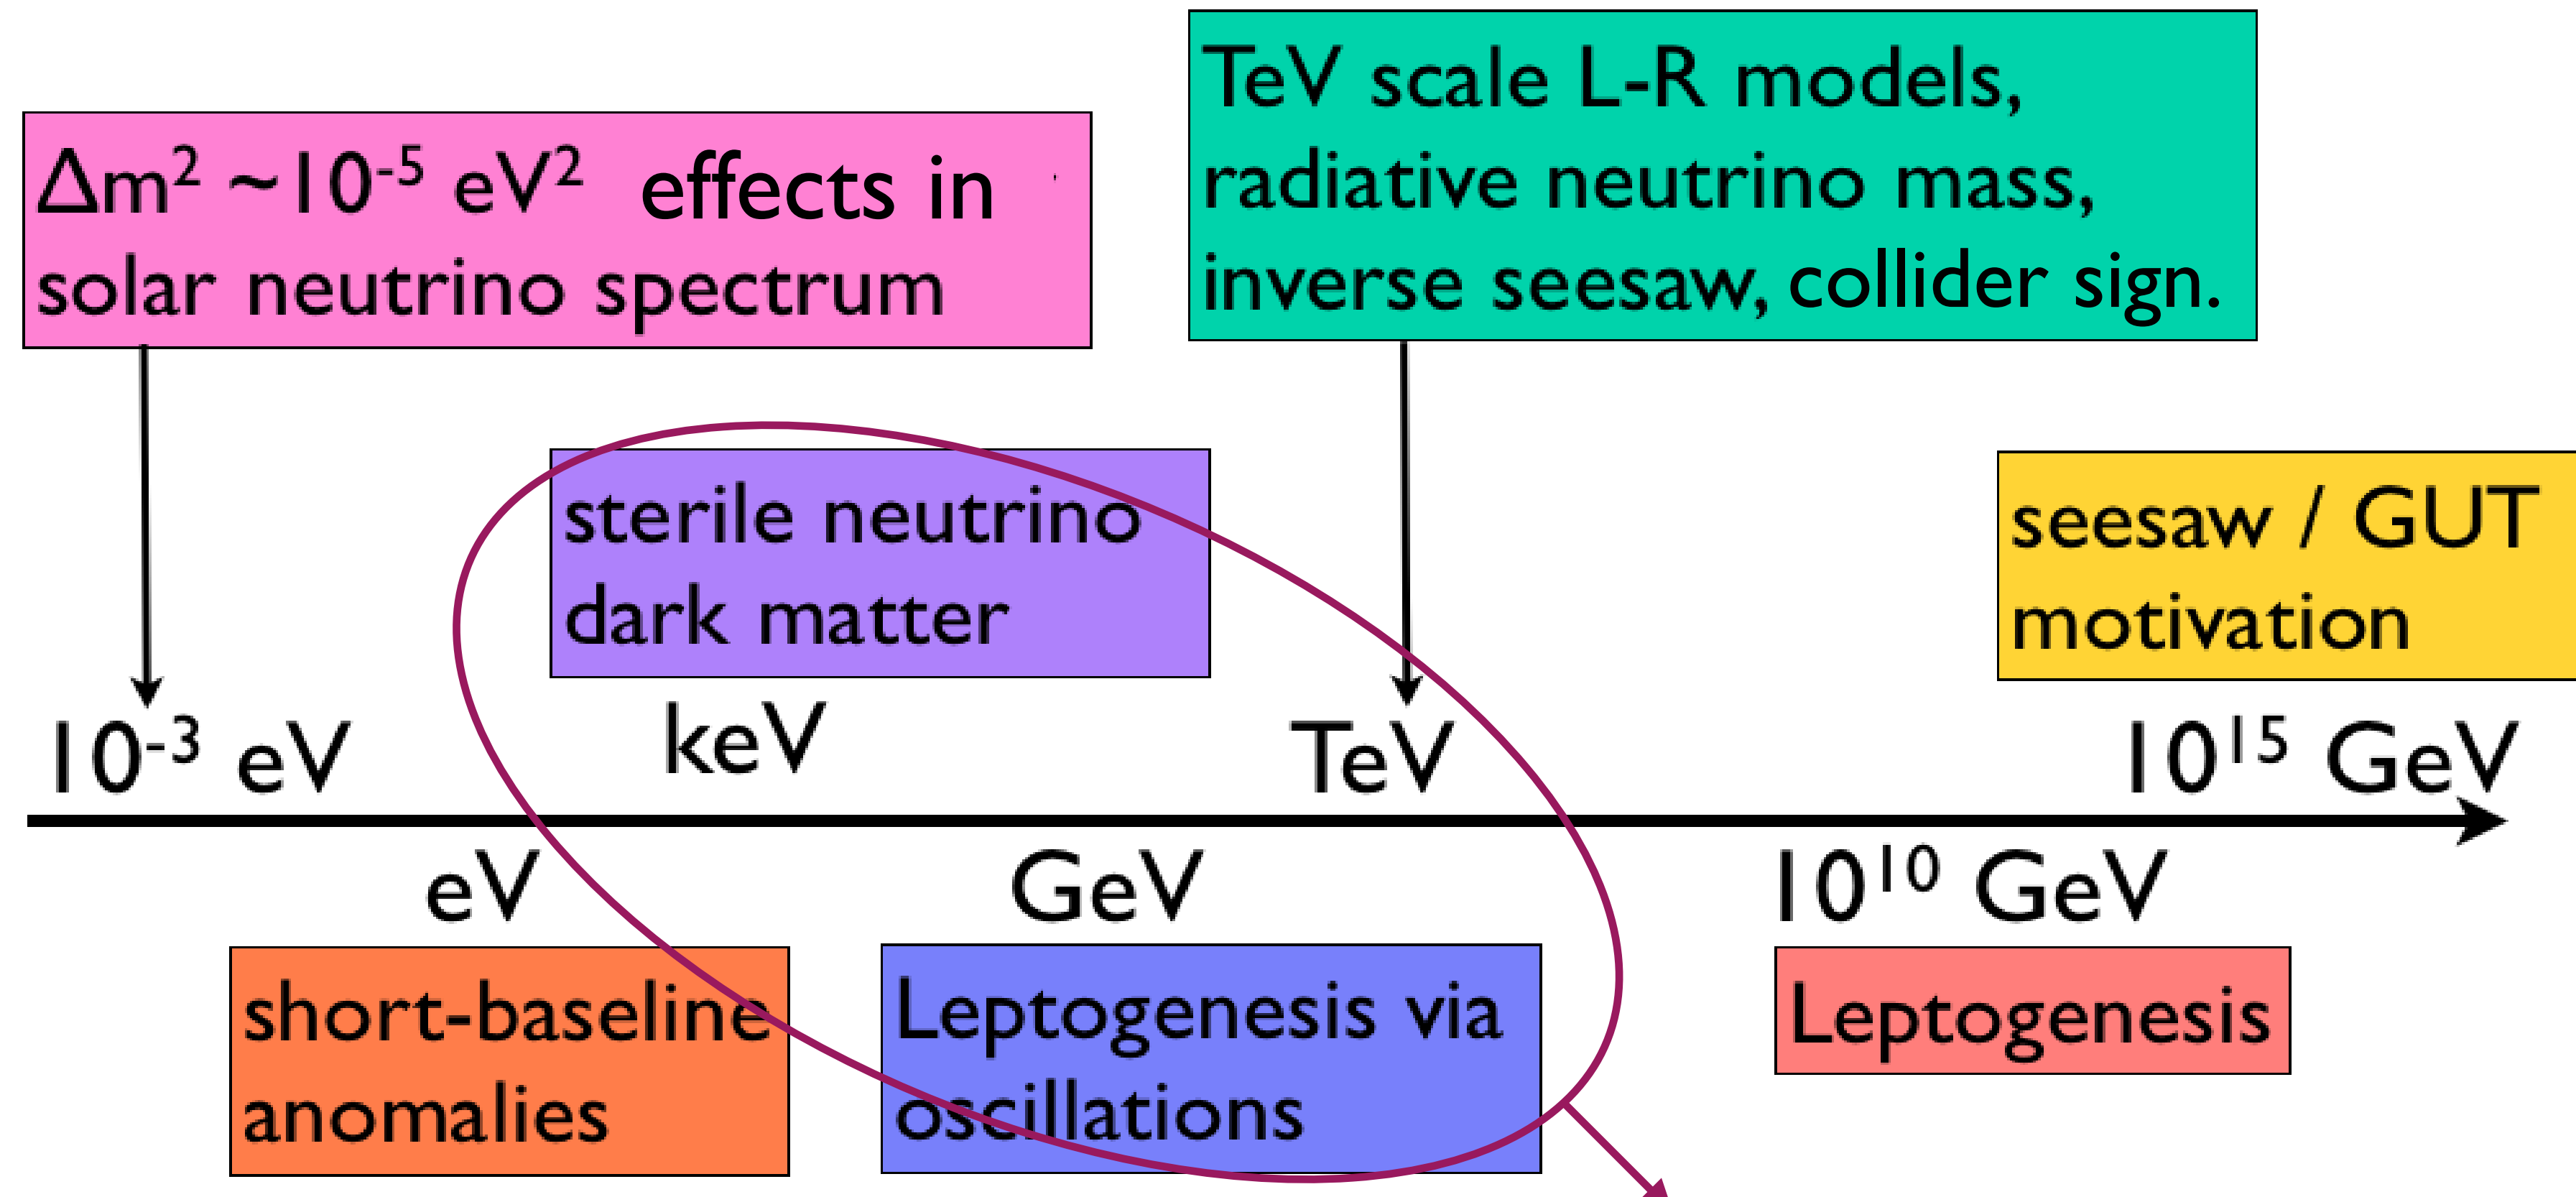 Δm² ~10⁻⁵ eV² effects in
solar neutrino spectrum
TeV scale L-R models,
radiative neutrino mass,
inverse seesaw, collider sign.
sterile neutrino
dark matter
seesaw / GUT
motivation
10⁻³ eV
keV
TeV
10¹⁵ GeV
eV
GeV
10¹⁰ GeV
short-baseline
anomalies
Leptogenesis via
oscillations
Leptogenesis